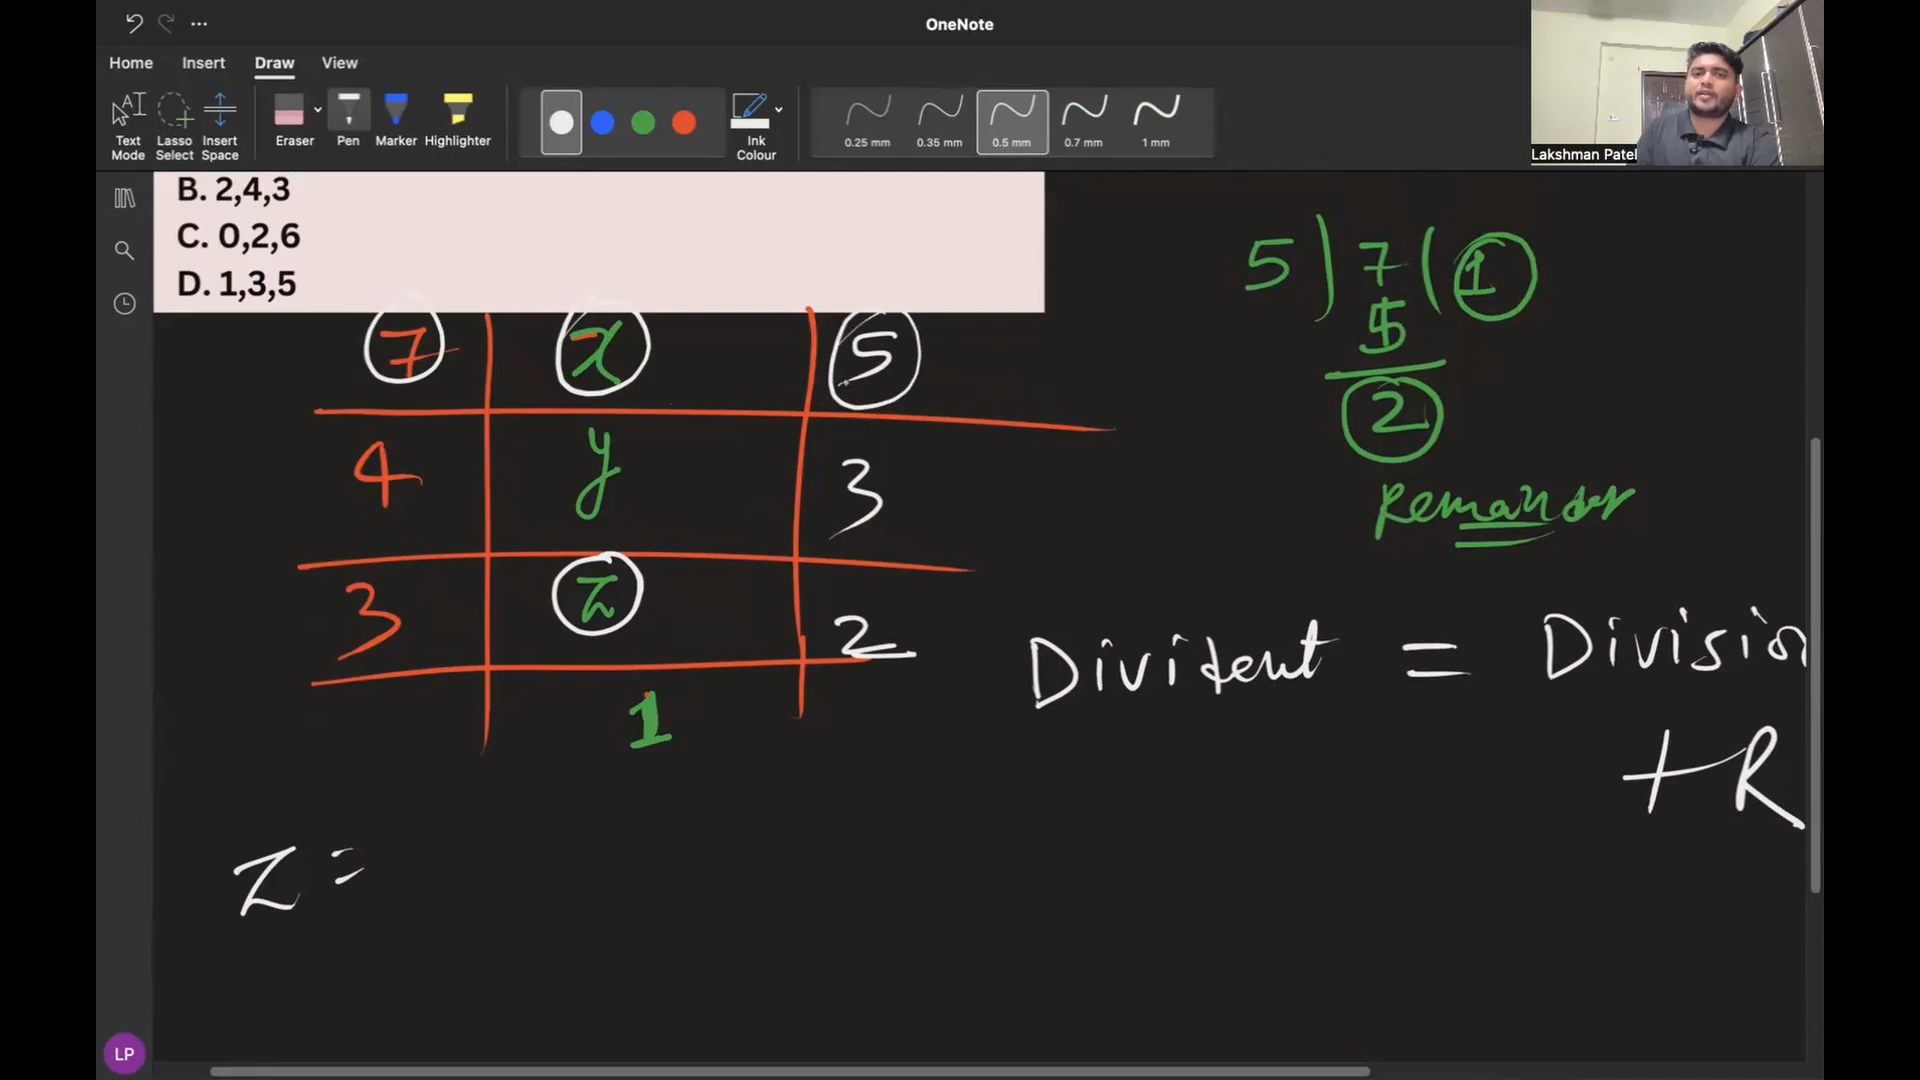 OneNote
Home Insert Draw View
Text Mode
Lasso Select
Insert Space
Eraser
Pen
Marker
Highlighter
Ink Colour
0.25 mm
0.35 mm
0.5 mm
0.7 mm
1 mm
Lakshman Patel
B. 2,4,3
C. 0,2,6
D. 1,3,5
7 x 5
4 y 3
3 z 2
1
5 ) 7 ( 1
5
2
Remainder
Divident = Division
+ R
Z =
LP